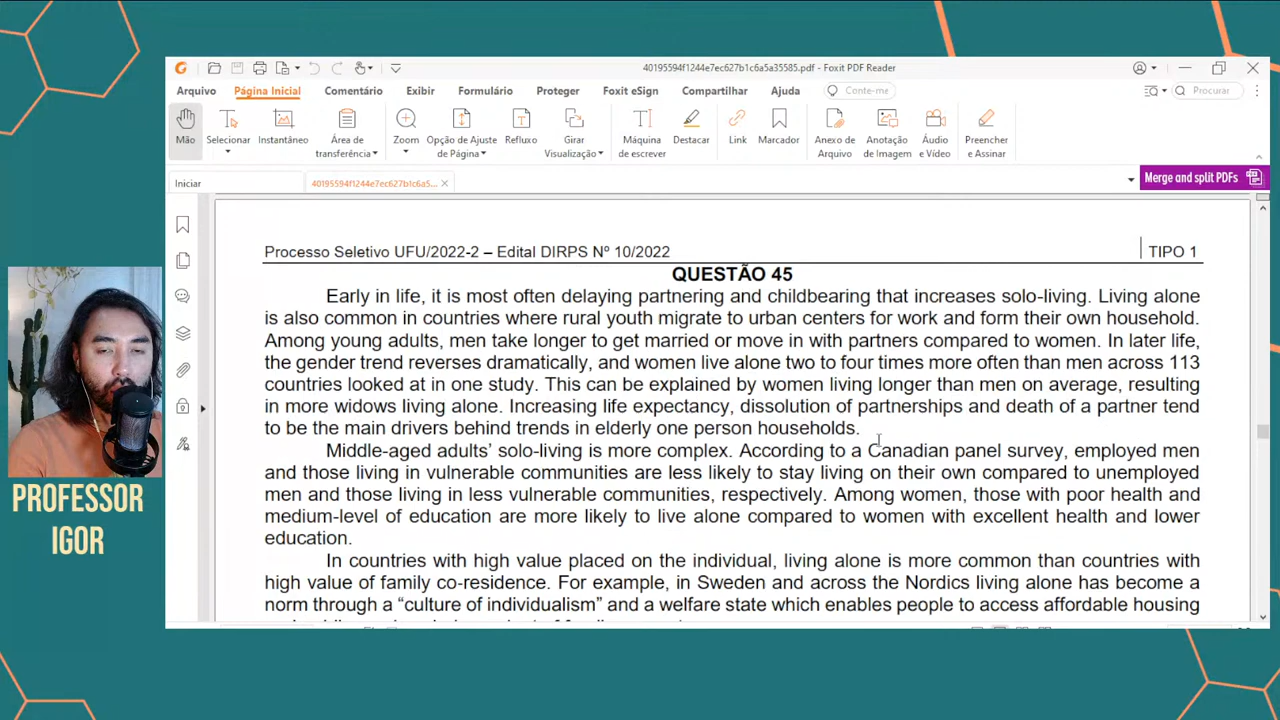 40195594f1244e7ec627b1c6a5a35585.pdf - Foxit PDF Reader
Arquivo Página Inicial Comentário Exibir Formulário Proteger Foxit eSign Compartilhar Ajuda Conte-me Procurar
Mão Selecionar Instantâneo Área de transferência Zoom Opção de Ajuste de Página Refluxo Girar Visualização Máquina de escrever Destacar Link Marcador Anexo de Arquivo Anotação de Imagem Áudio e Vídeo Preencher e Assinar
Iniciar 40195594f1244e7ec627b1c6a5... Merge and split PDFs
Processo Seletivo UFU/2022-2 – Edital DIRPS Nº 10/2022 TIPO 1
QUESTÃO 45
Early in life, it is most often delaying partnering and childbearing that increases solo-living. Living alone
is also common in countries where rural youth migrate to urban centers for work and form their own household.
Among young adults, men take longer to get married or move in with partners compared to women. In later life,
the gender trend reverses dramatically, and women live alone two to four times more often than men across 113
countries looked at in one study. This can be explained by women living longer than men on average, resulting
in more widows living alone. Increasing life expectancy, dissolution of partnerships and death of a partner tend
to be the main drivers behind trends in elderly one person households.
Middle-aged adults’ solo-living is more complex. According to a Canadian panel survey, employed men
and those living in vulnerable communities are less likely to stay living on their own compared to unemployed
men and those living in less vulnerable communities, respectively. Among women, those with poor health and
medium-level of education are more likely to live alone compared to women with excellent health and lower
education.
In countries with high value placed on the individual, living alone is more common than countries with
high value of family co-residence. For example, in Sweden and across the Nordics living alone has become a
norm through a “culture of individualism” and a welfare state which enables people to access affordable housing
PROFESSOR
IGOR